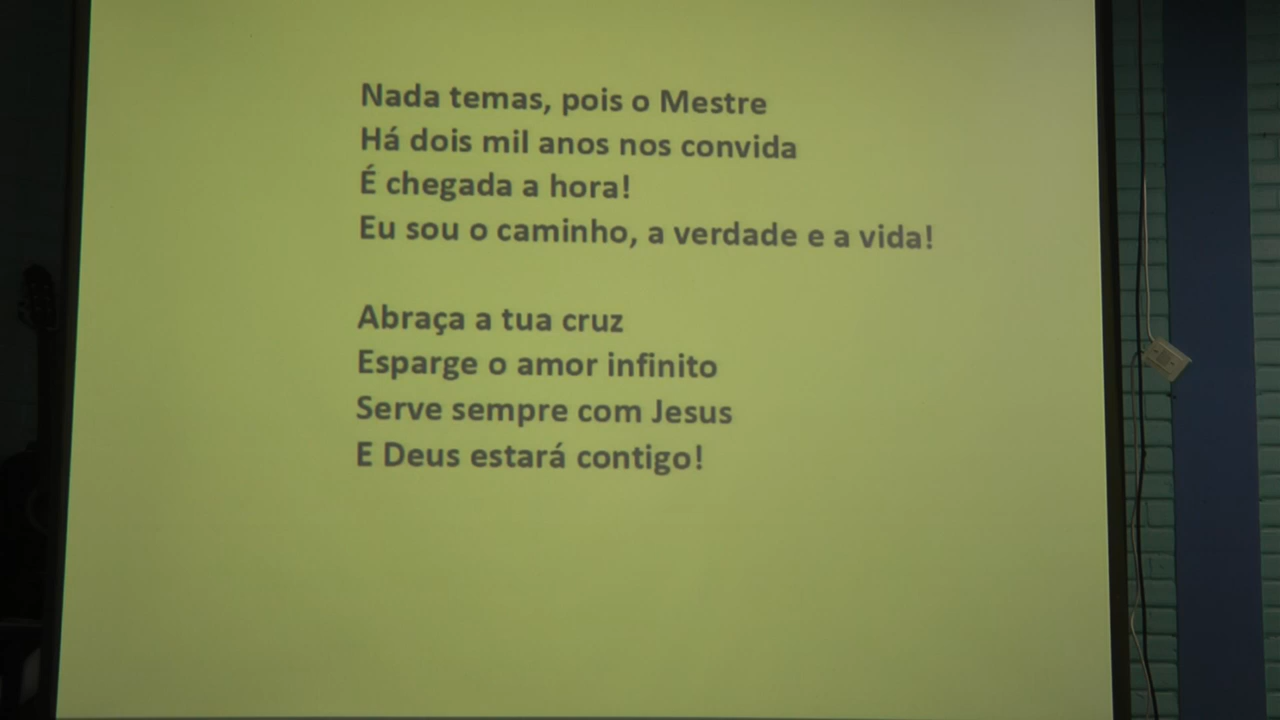 Nada temas, pois o Mestre
Há dois mil anos nos convida
É chegada a hora!
Eu sou o caminho, a verdade e a vida!
Abraça a tua cruz
Esparge o amor infinito
Serve sempre com Jesus
E Deus estará contigo!